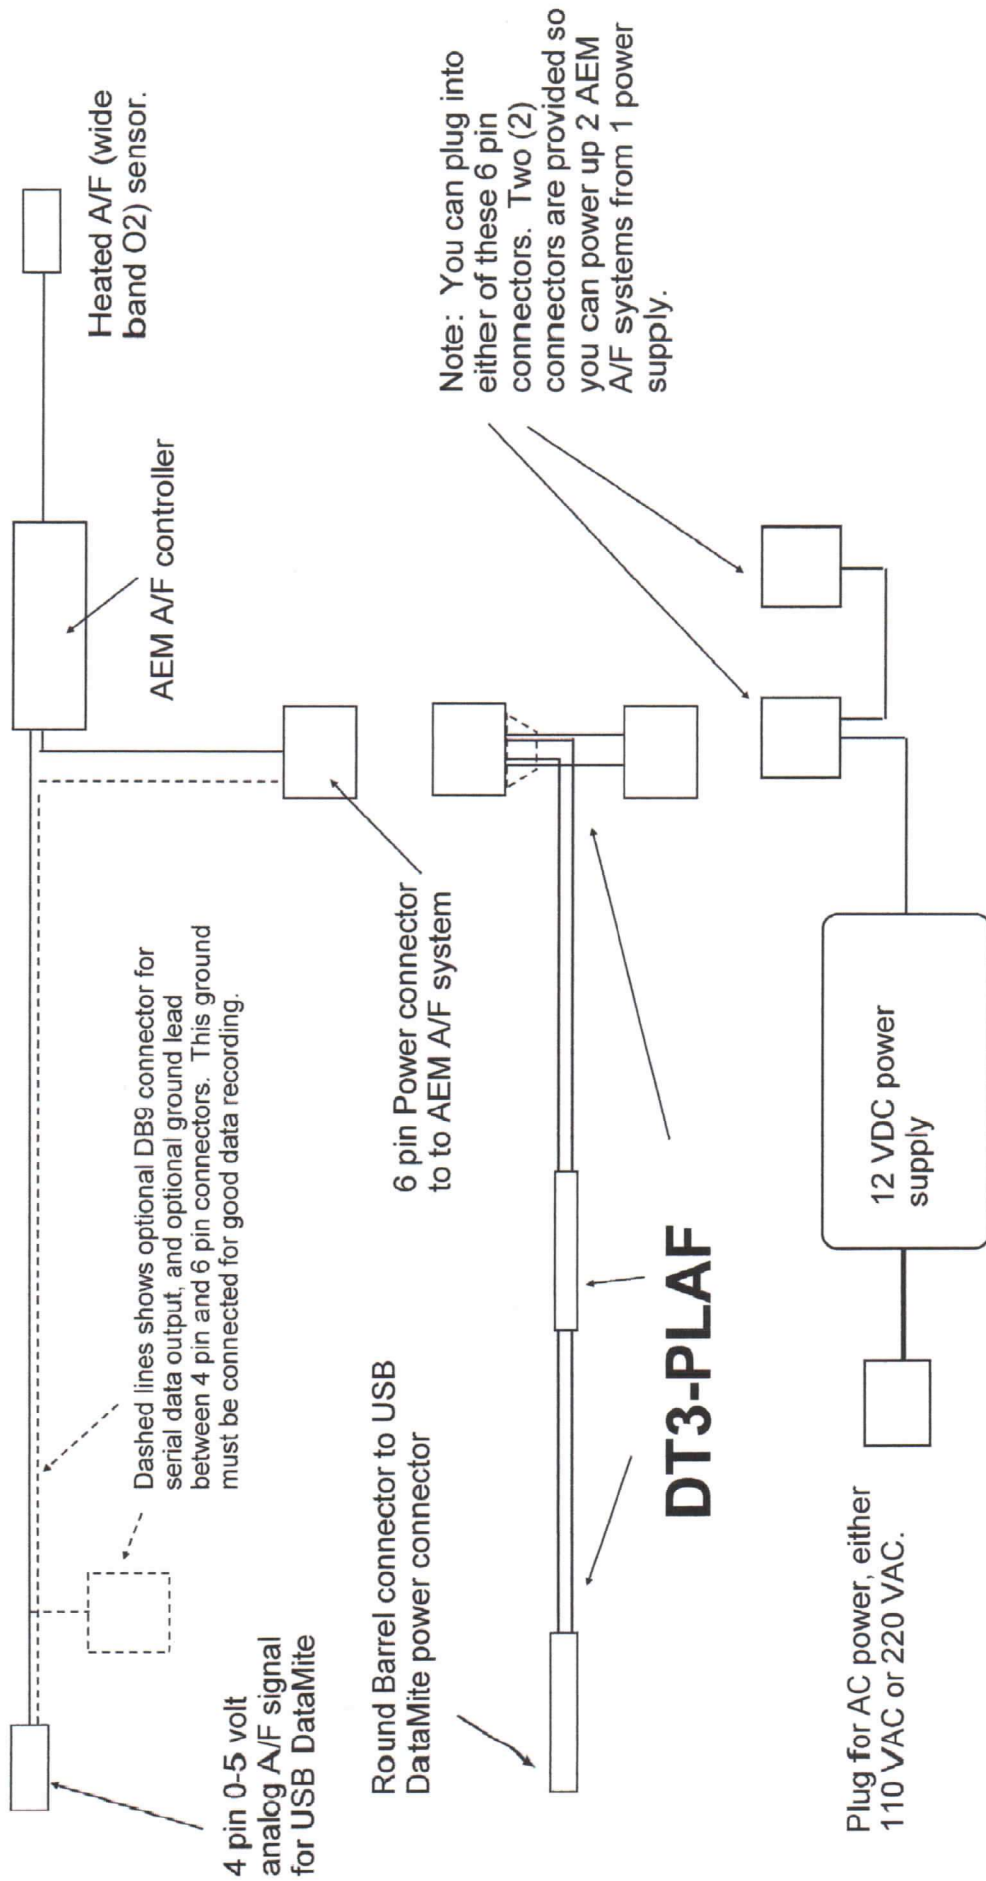 Heated A/F (wide
band O2) sensor.
AEM A/F controller
Dashed lines shows optional DB9 connector for
serial data output, and optional ground lead
between 4 pin and 6 pin connectors.  This ground
must be connected for good data recording.
4 pin 0-5 volt
analog A/F signal
for USB DataMite
6 pin Power connector
to to AEM A/F system
Round Barrel connector to USB
DataMite power connector
Note:  You can plug into
either of these 6 pin
connectors.  Two (2)
connectors are provided so
you can power up 2 AEM
A/F systems from 1 power
supply.
DT3-PLAF
12 VDC power
supply
Plug for AC power, either
110 VAC or 220 VAC.